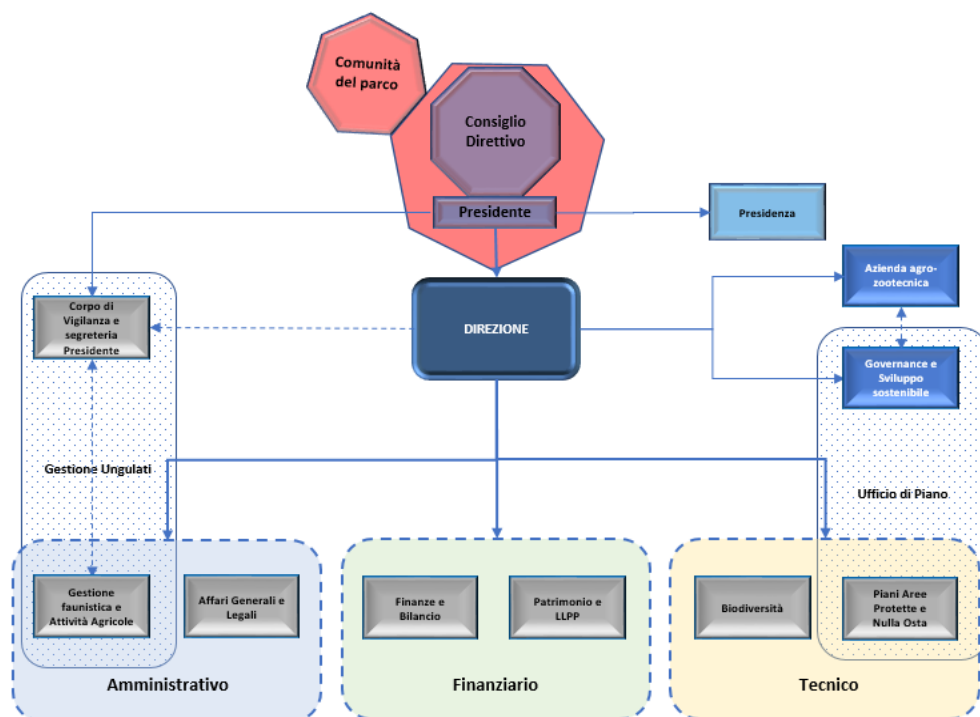 Comunità
del parco
Consiglio
Direttivo
Presidente
Presidenza
Azienda agro-
zootecnica
Corpo di
Vigilanza e
segreteria
Presidente
DIREZIONE
Governance e
Sviluppo
sostenibile
Gestione Ungulati
Ufficio di Piano
Gestione
faunistica e
Attività Agricole
Affari Generali e
Legali
Finanze e
Bilancio
Patrimonio e
LLPP
Biodiversità
Piani Aree
Protette e
Nulla Osta
Amministrativo
Finanziario
Tecnico